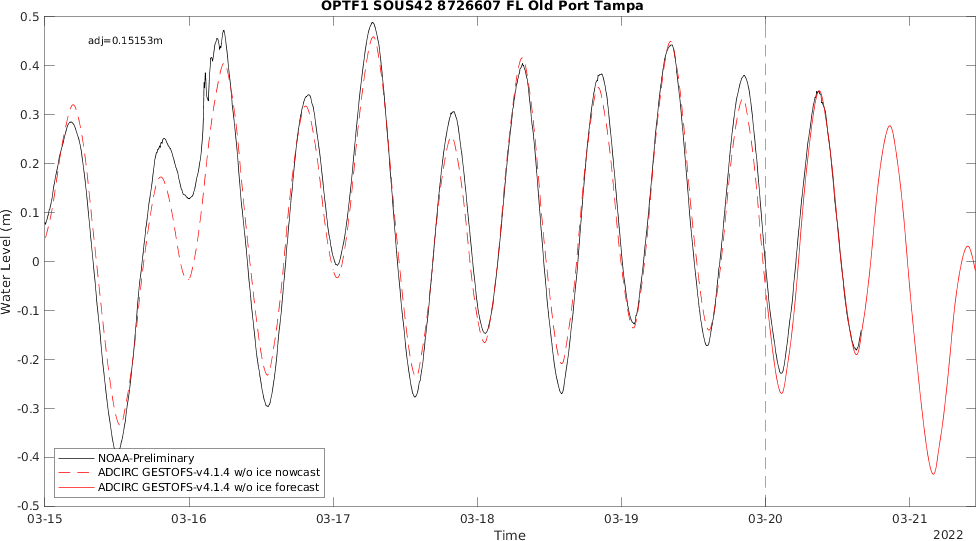 OPTF1 SOUS42 8726607 FL Old Port Tampa
adj=0.15153m
0.5
0.4
0.3
0.2
0.1
0
-0.1
-0.2
-0.3
-0.4
-0.5
Water Level (m)
NOAA-Preliminary
ADCIRC GESTOFS-v4.1.4 w/o ice nowcast
ADCIRC GESTOFS-v4.1.4 w/o ice forecast
03-15 03-16 03-17 03-18 03-19 03-20 03-21
Time
2022